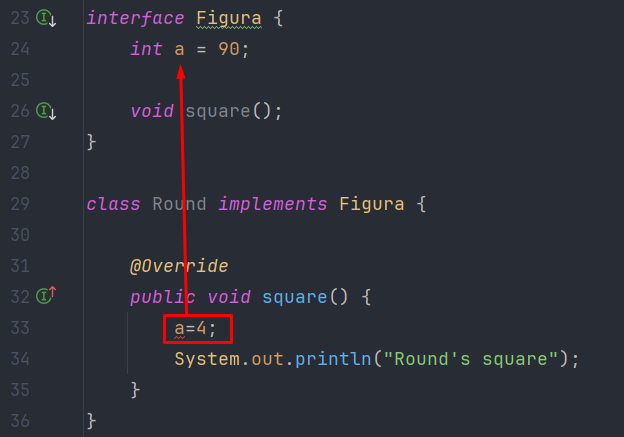 23 interface Figura {
24 int a = 90;
25
26 void square();
27 }
28
29 class Round implements Figura {
30
31 @Override
32 public void square() {
33 a=4;
34 System.out.println("Round's square");
35 }
36 }